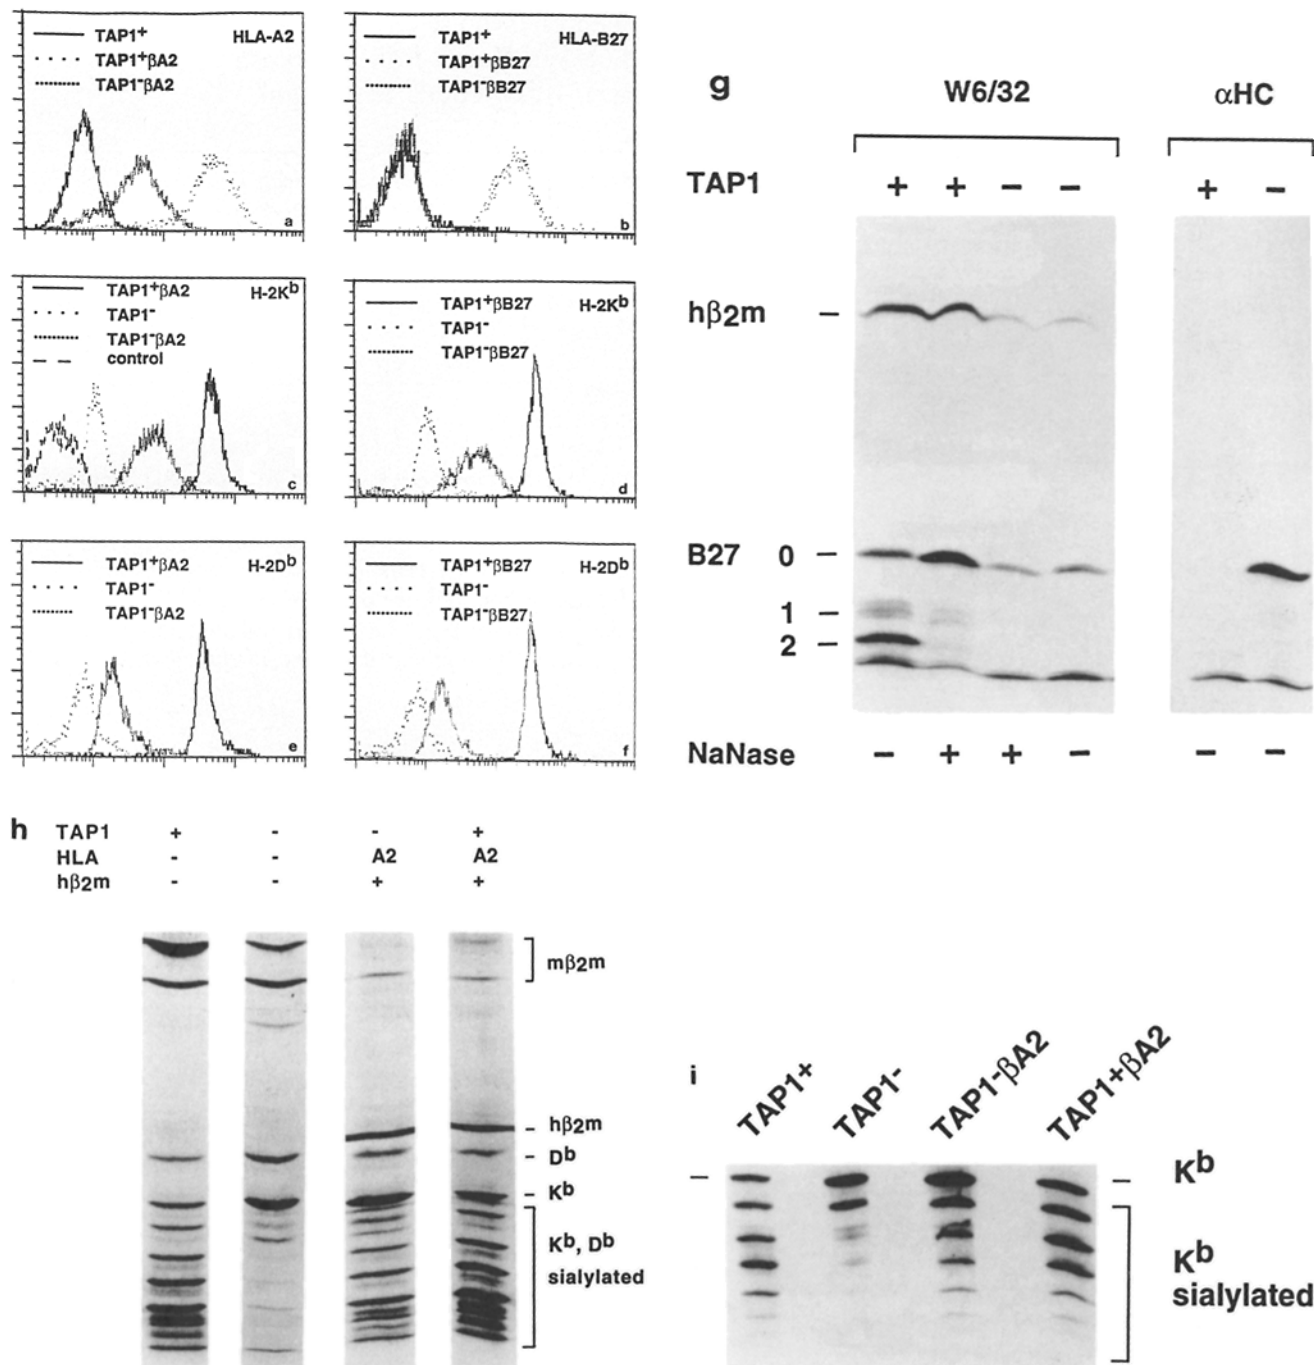 TAP1+ HLA-A2
TAP1+βA2
TAP1-βA2
a
TAP1+ HLA-B27
TAP1+βB27
TAP1-βB27
b
TAP1+βA2 H-2Kb
TAP1-
TAP1-βA2
control
c
TAP1+βB27 H-2Kb
TAP1-
TAP1-βB27
d
TAP1+βA2 H-2Db
TAP1-
TAP1-βA2
e
TAP1+βB27 H-2Db
TAP1-
TAP1-βB27
f
g W6/32 αHC
TAP1 + + - - + -
hβ2m -
B27 0 -
1 -
2 -
NaNase - + + - - -
h TAP1 + - - +
HLA - - A2 A2
hβ2m - - + +
mβ2m
- hβ2m
- Db
- Kb
Kb, Db
sialylated
i
TAP1+ TAP1- TAP1-βA2 TAP1+βA2
- - Kb
Kb
sialylated